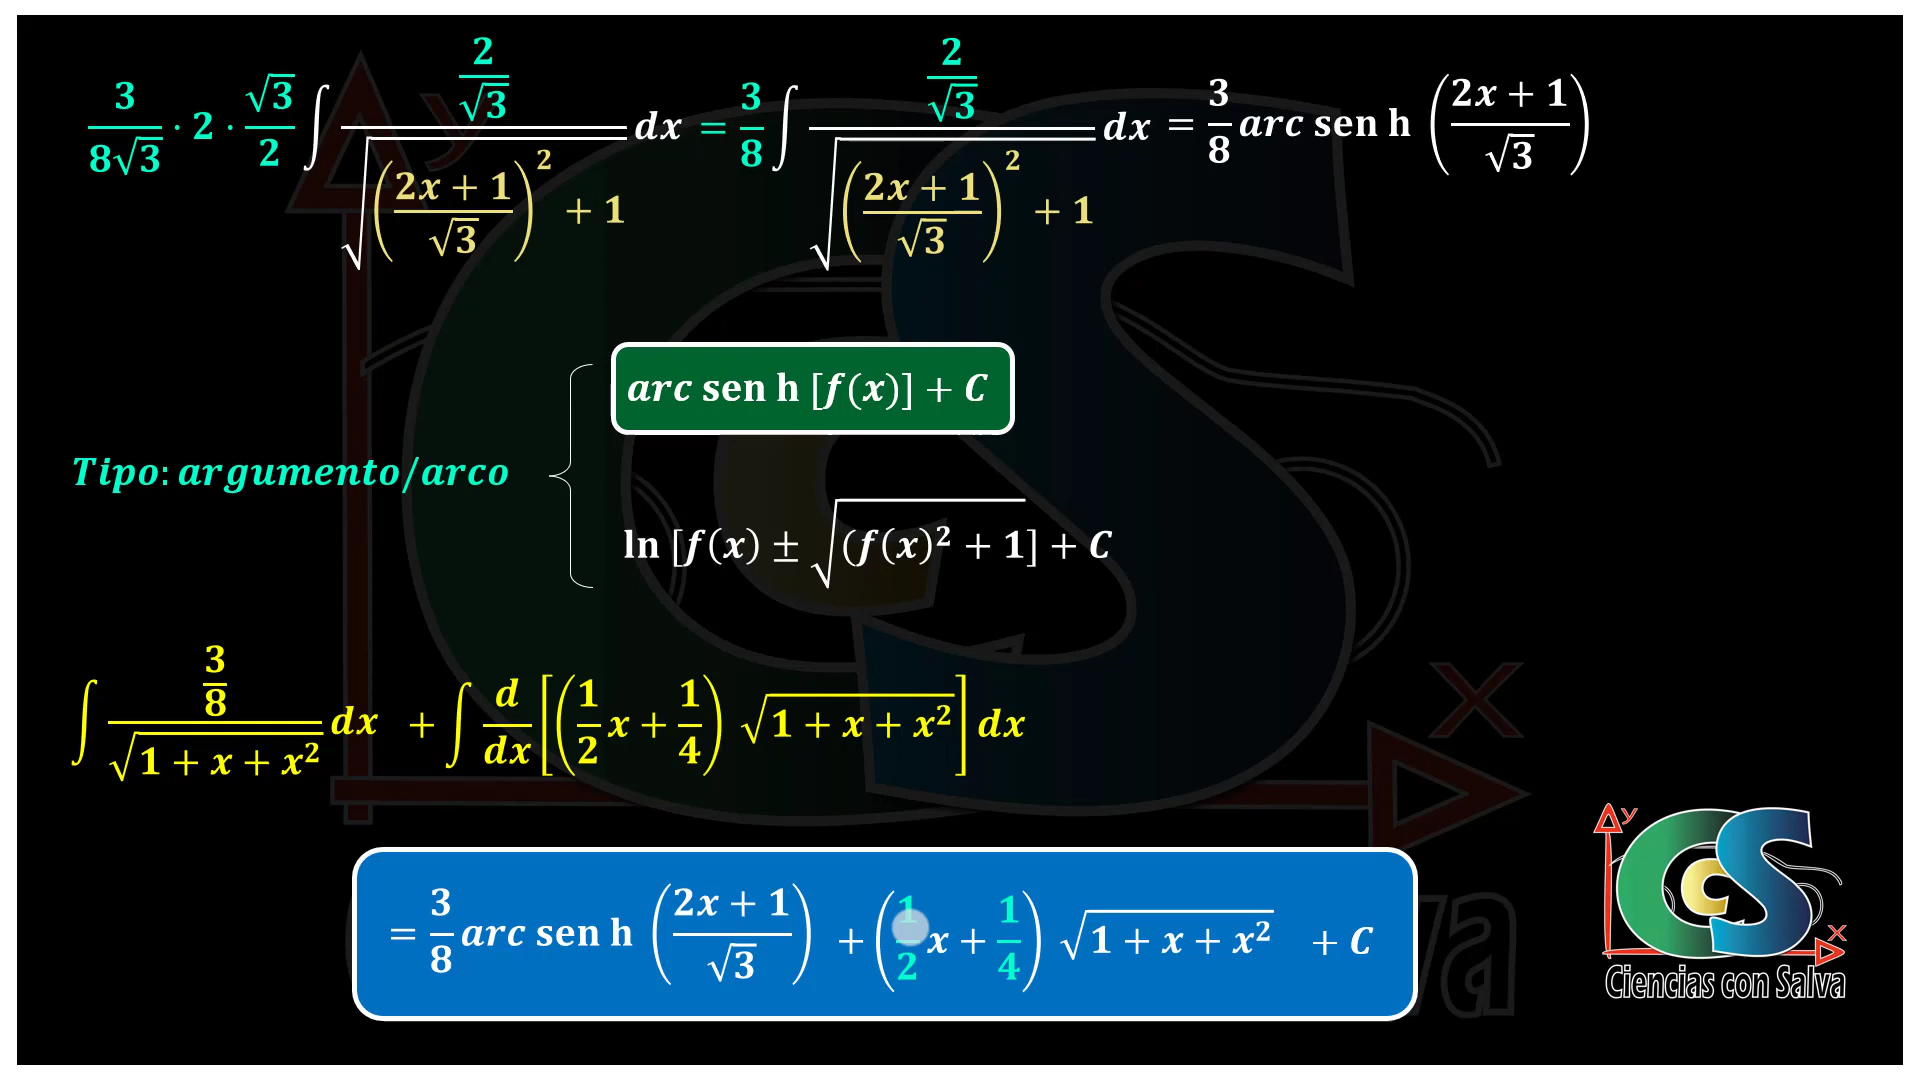 3/(8√3) · 2 · √3/2 ∫ (2/√3)/√(((2x + 1)/√3)² + 1) dx = 3/8 ∫ (2/√3)/√(((2x + 1)/√3)² + 1) dx = 3/8 arc sen h ((2x + 1)/√3)
arc sen h [f(x)] + C
Tipo: argumento/arco
ln [f(x) ± √((f(x)² + 1] + C
∫ (3/8)/√(1 + x + x²) dx + ∫ d/dx [(1/2 x + 1/4) √(1 + x + x²)] dx
= 3/8 arc sen h ((2x + 1)/√3) + (1/2 x + 1/4) √(1 + x + x²) + C
y
x
CCS
Ciencias con Salva